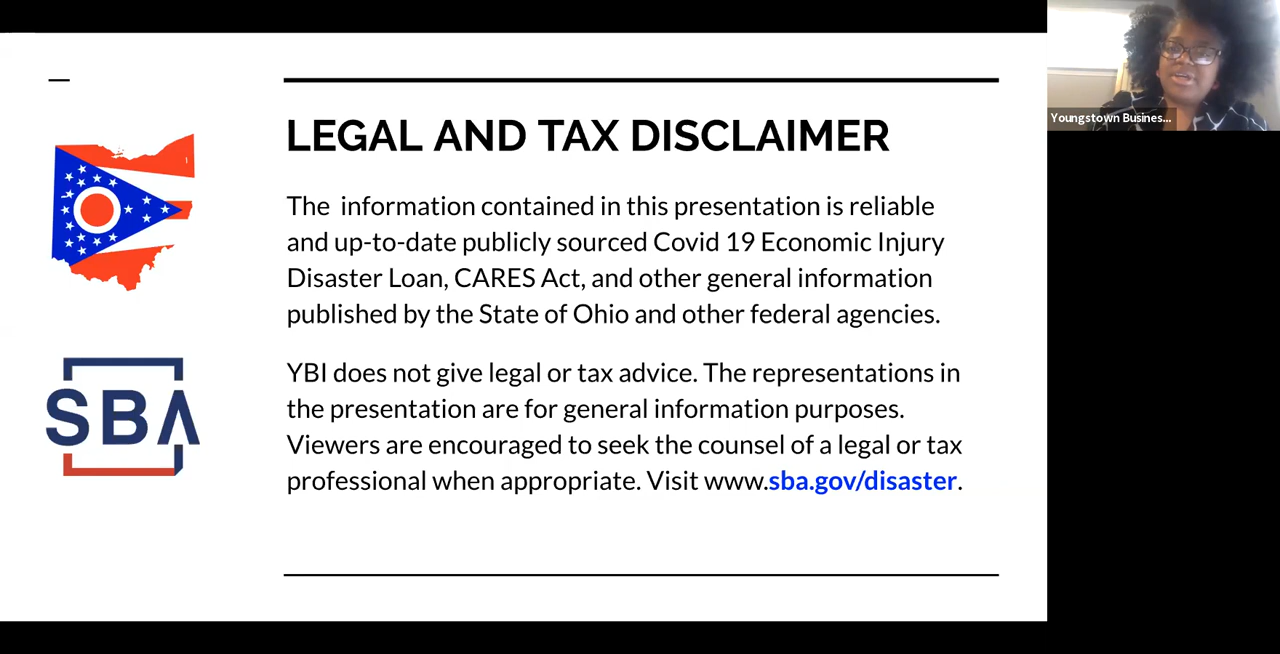 LEGAL AND TAX DISCLAIMER
The information contained in this presentation is reliable
and up-to-date publicly sourced Covid 19 Economic Injury
Disaster Loan, CARES Act, and other general information
published by the State of Ohio and other federal agencies.
YBI does not give legal or tax advice. The representations in
the presentation are for general information purposes.
Viewers are encouraged to seek the counsel of a legal or tax
professional when appropriate. Visit www.sba.gov/disaster.
SBA
Youngstown Busines...